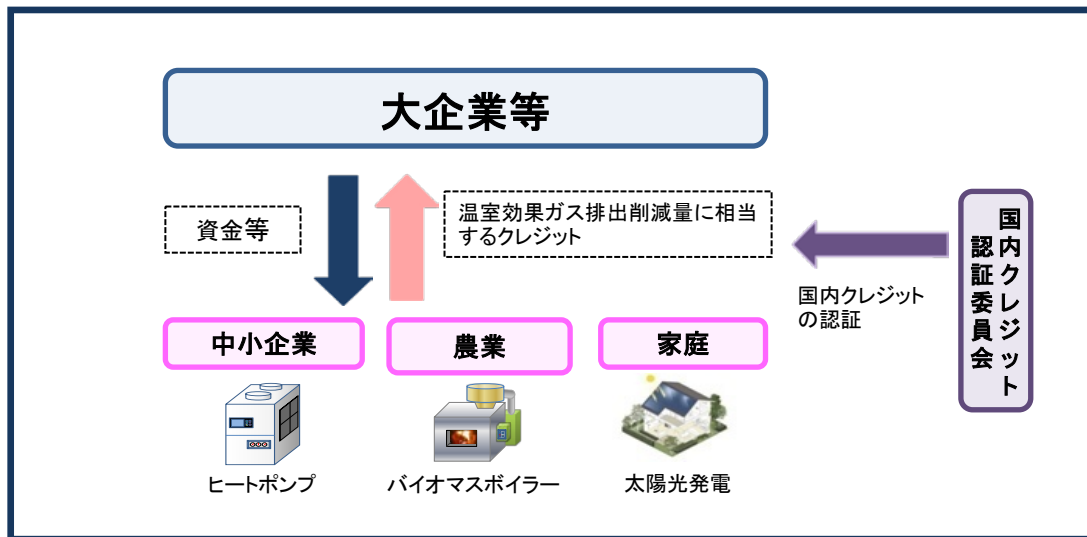 大企業等
資金等
温室効果ガス排出削減量に相当
するクレジット
国内クレジット
認証委員会
国内クレジット
の認証
中小企業
農業
家庭
ヒートポンプ
バイオマスボイラー
太陽光発電